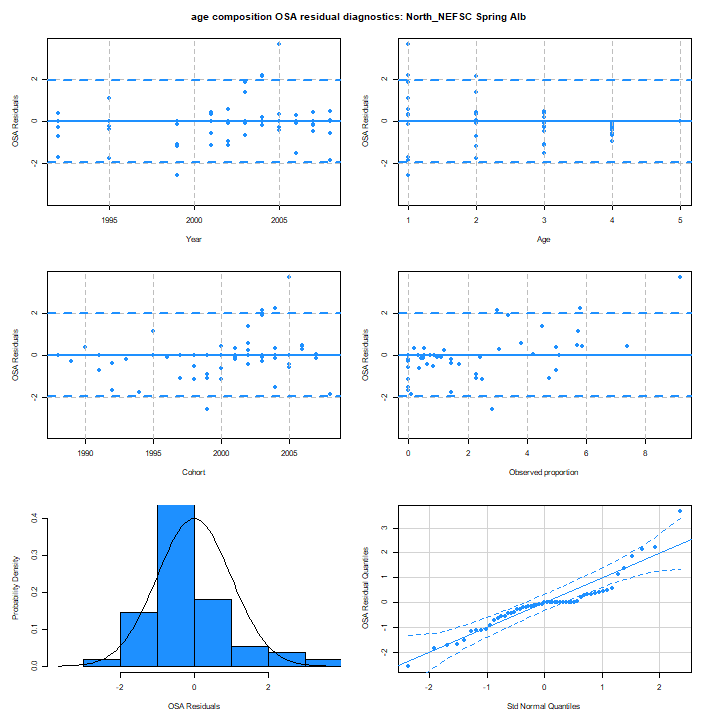 age composition OSA residual diagnostics: North_NEFSC Spring Alb
OSA Residuals
2
0
-2
1995 2000 2005
Year
OSA Residuals
2
0
-2
1 2 3 4 5
Age
OSA Residuals
2
0
-2
1990 1995 2000 2005
Cohort
OSA Residuals
2
0
-2
0 2 4 6 8
Observed proportion
Probability Density
0.4
0.3
0.2
0.1
0.0
-2 0 2
OSA Residuals
OSA Residual Quantiles
3
2
1
0
-1
-2
-2 -1 0 1 2
Std Normal Quantiles